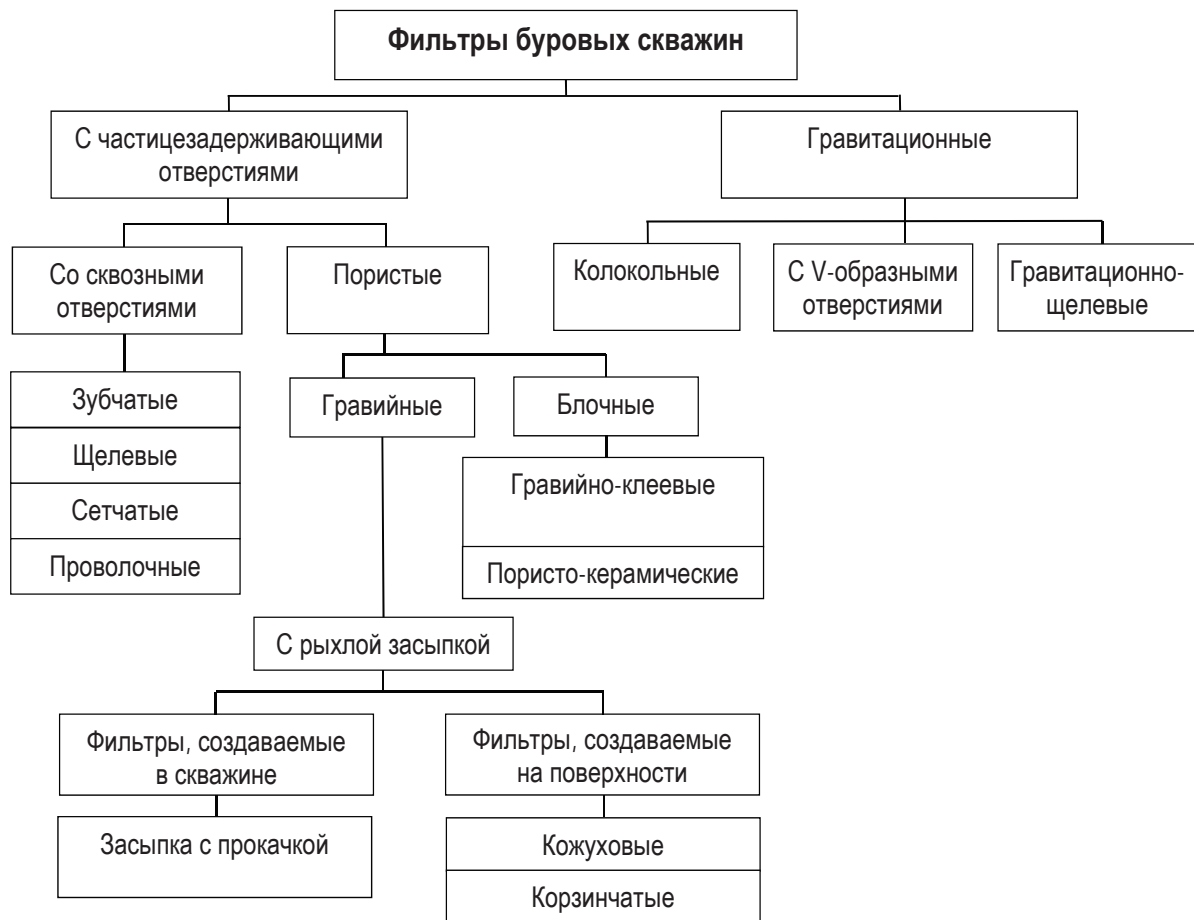 Фильтры буровых скважин
С частицезадерживающими
отверстиями
Гравитационные
Со сквозными
отверстиями
Пористые
Колокольные
С V-образными
отверстиями
Гравитационно-
щелевые
Зубчатые
Щелевые
Сетчатые
Проволочные
Гравийные
Блочные
Гравийно-клеевые
Пористо-керамические
С рыхлой засыпкой
Фильтры, создаваемые
в скважине
Фильтры, создаваемые
на поверхности
Засыпка с прокачкой
Кожуховые
Корзинчатые